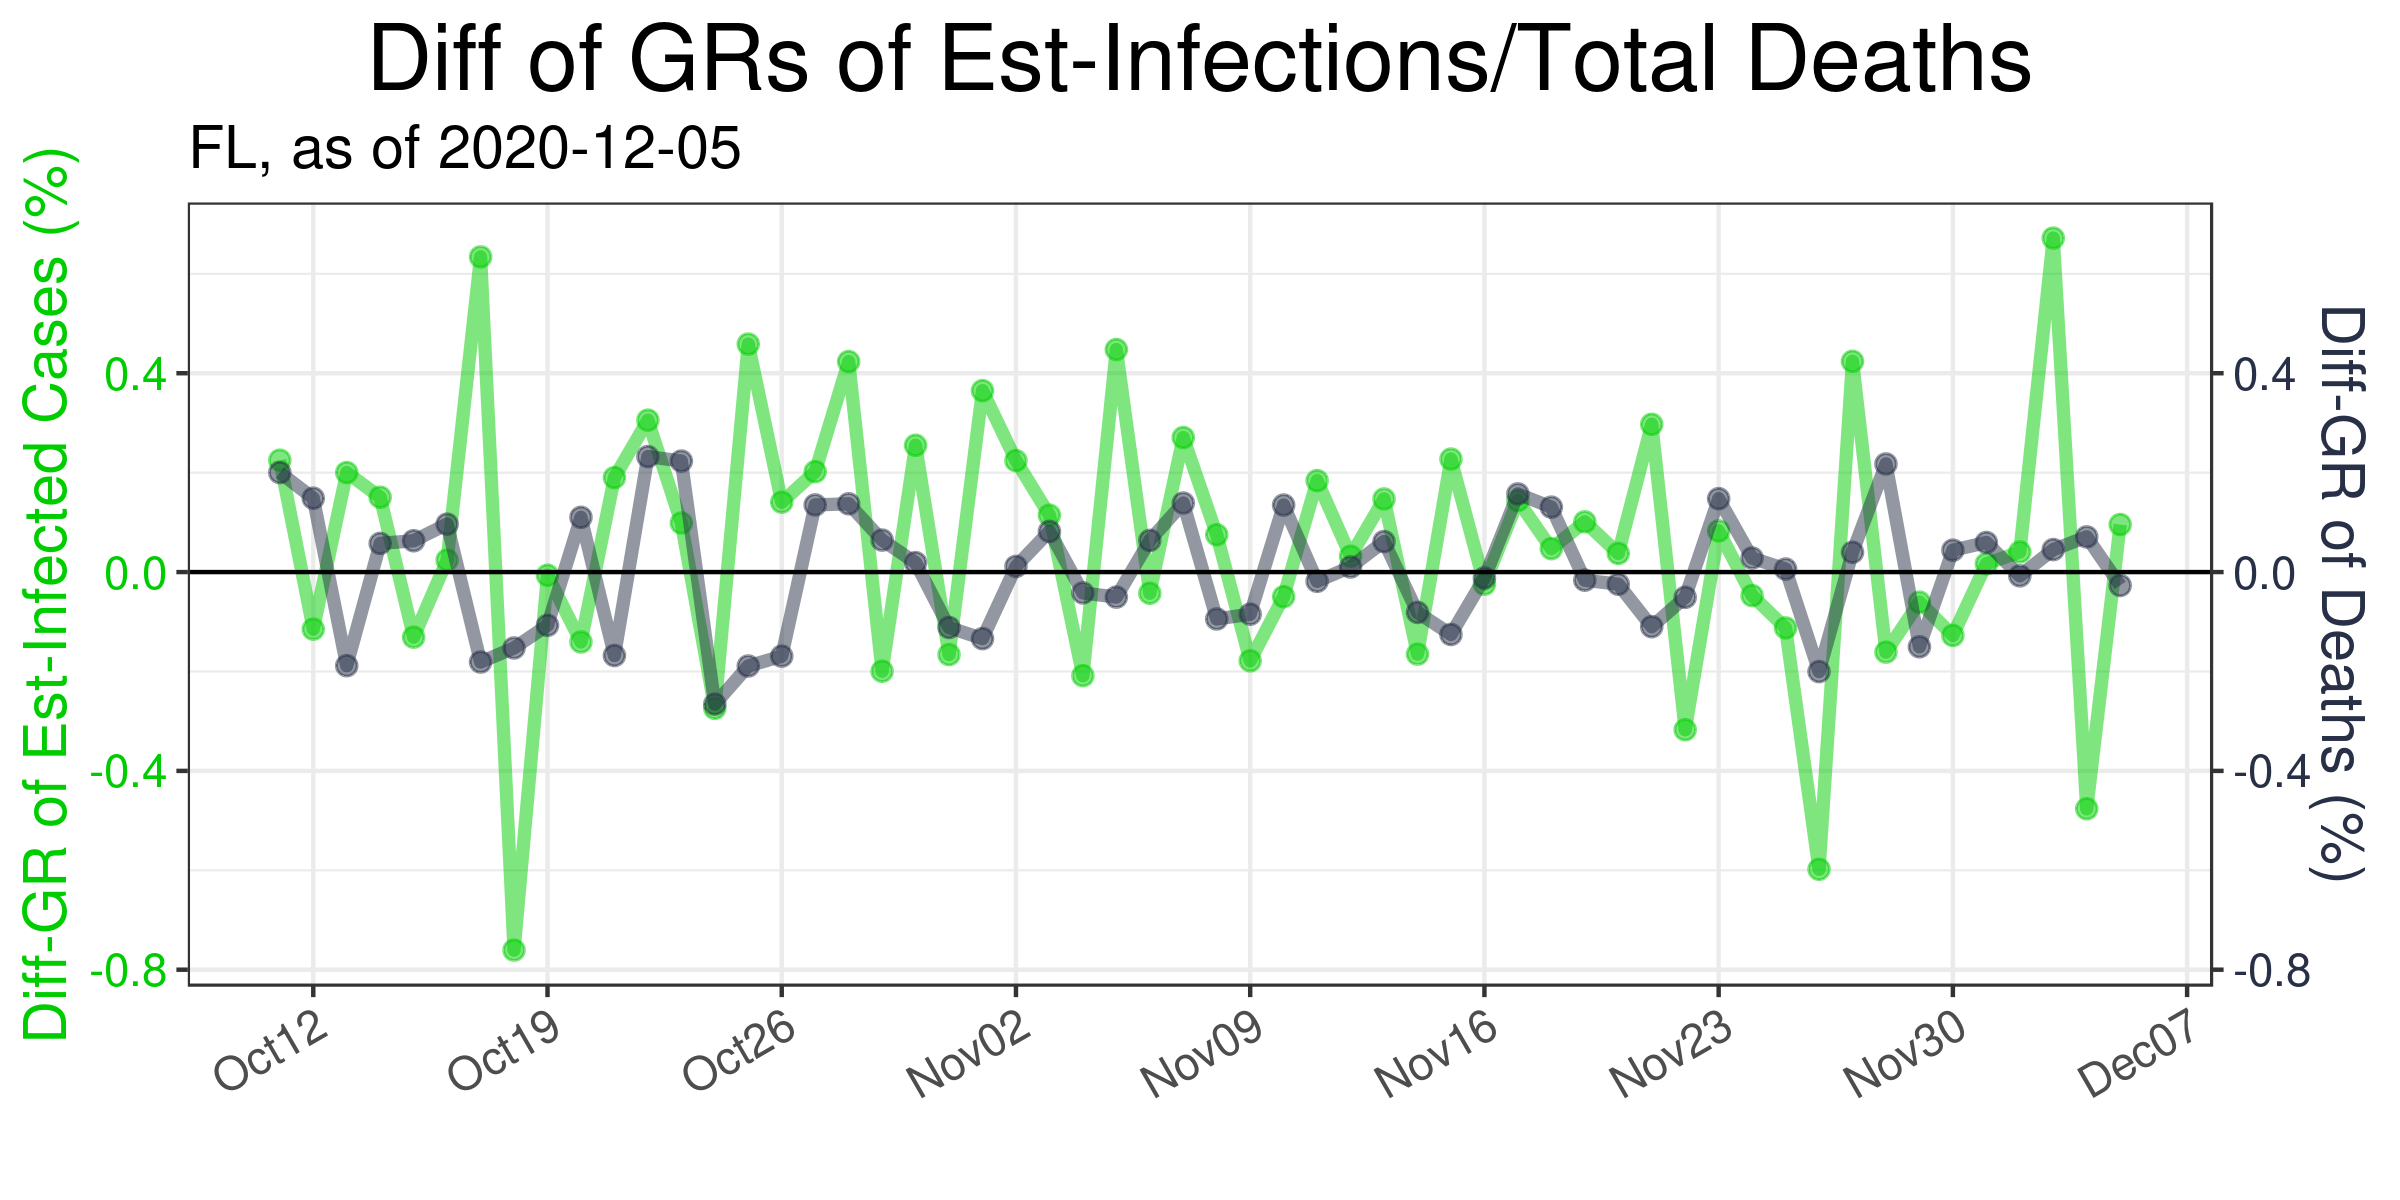 Diff of GRs of Est-Infections/Total Deaths
FL, as of 2020-12-05
Diff-GR of Est-Infected Cases (%)
0.4
0.0
-0.4
-0.8
0.4
0.0
-0.4
-0.8
Diff-GR of Deaths (%)
Oct12
Oct19
Oct26
Nov02
Nov09
Nov16
Nov23
Nov30
Dec07